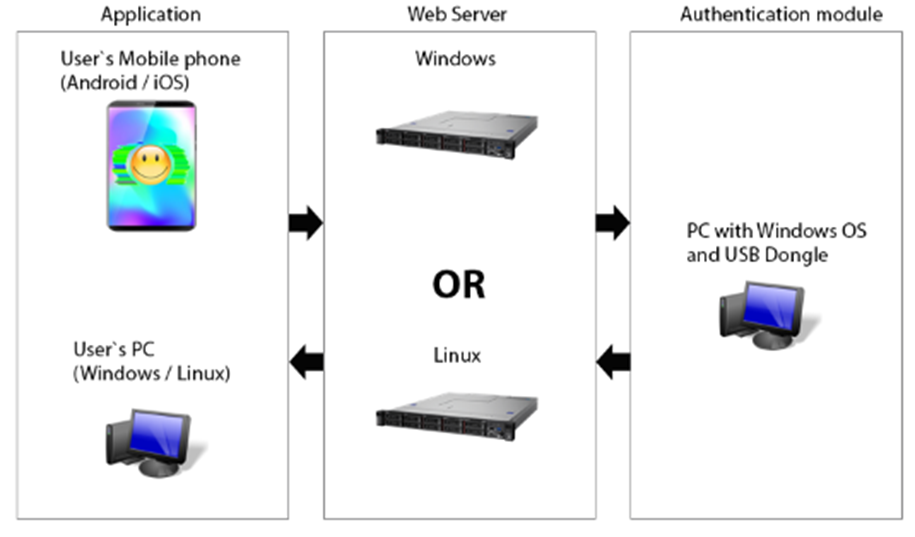 Application
Web Server
Authentication module
User`s Mobile phone
(Android / iOS)
Windows
PC with Windows OS
and USB Dongle
OR
User`s PC
(Windows / Linux)
Linux